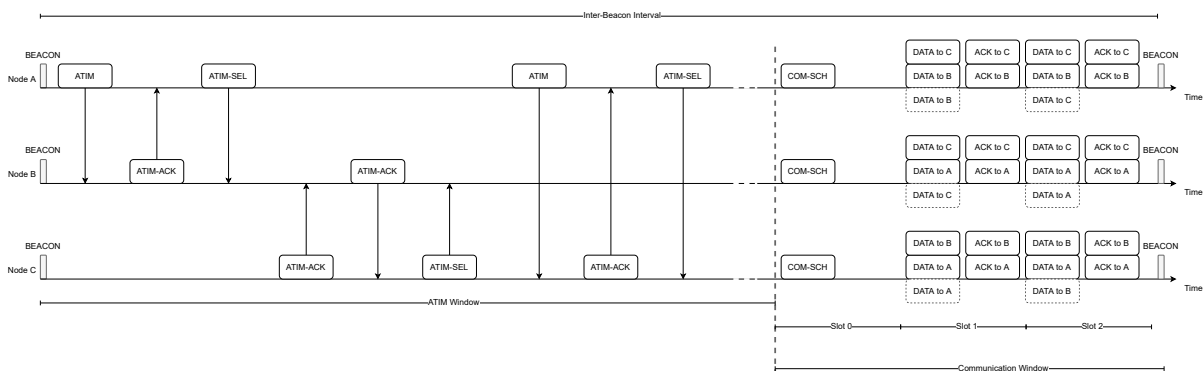 Inter-Beacon Interval
BEACON
DATA to C ACK to C DATA to C ACK to C
BEACON
Node A
ATIM ATIM-SEL ATIM ATIM-SEL COM-SCH DATA to B ACK to B DATA to B ACK to B
DATA to B DATA to C
Time
BEACON
DATA to C ACK to C DATA to C ACK to C
BEACON
Node B
ATIM-ACK ATIM-ACK COM-SCH DATA to A ACK to A DATA to A ACK to A
DATA to C DATA to A
Time
BEACON
DATA to B ACK to B DATA to B ACK to B
BEACON
Node C
ATIM-ACK ATIM-SEL ATIM-ACK COM-SCH DATA to A ACK to A DATA to A ACK to A
DATA to A DATA to B
Time
ATIM Window
Slot 0 Slot 1 Slot 2
Communication Window